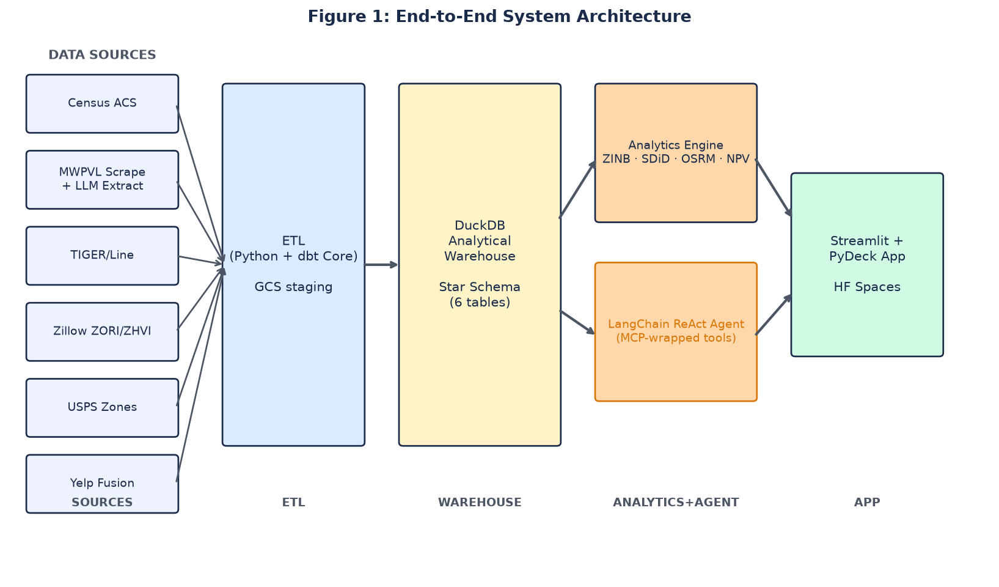 Figure 1: End-to-End System Architecture
DATA SOURCES
Census ACS
MWPVL Scrape
+ LLM Extract
TIGER/Line
Zillow ZORI/ZHVI
USPS Zones
Yelp Fusion
SOURCES
ETL
(Python + dbt Core)
GCS staging
ETL
DuckDB
Analytical
Warehouse
Star Schema
(6 tables)
WAREHOUSE
Analytics Engine
ZINB · SDiD · OSRM · NPV
LangChain ReAct Agent
(MCP-wrapped tools)
ANALYTICS+AGENT
Streamlit +
PyDeck App
HF Spaces
APP